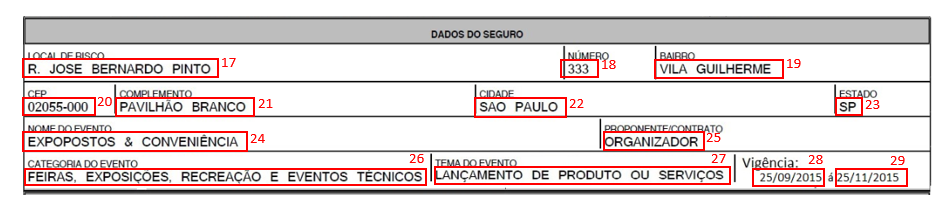 DADOS DO SEGURO
LOCAL DE RISCO NÚMERO BAIRRO
R. JOSE BERNARDO PINTO 17 333 18 VILA GUILHERME 19
CEP COMPLEMENTO CIDADE ESTADO
02055-000 20 PAVILHÃO BRANCO 21 SAO PAULO 22 SP 23
NOME DO EVENTO PROPONENTE/CONTRATO
EXPOPOSTOS & CONVENIÊNCIA 24 ORGANIZADOR 25
CATEGORIA DO EVENTO 26 TEMA DO EVENTO 27 Vigência: 28 29
FEIRAS, EXPOSIÇOES, RECREAÇÃO E EVENTOS TÉCNICOS LANÇAMENTO DE PRODUTO OU SERVIÇOS 25/09/2015 á 25/11/2015